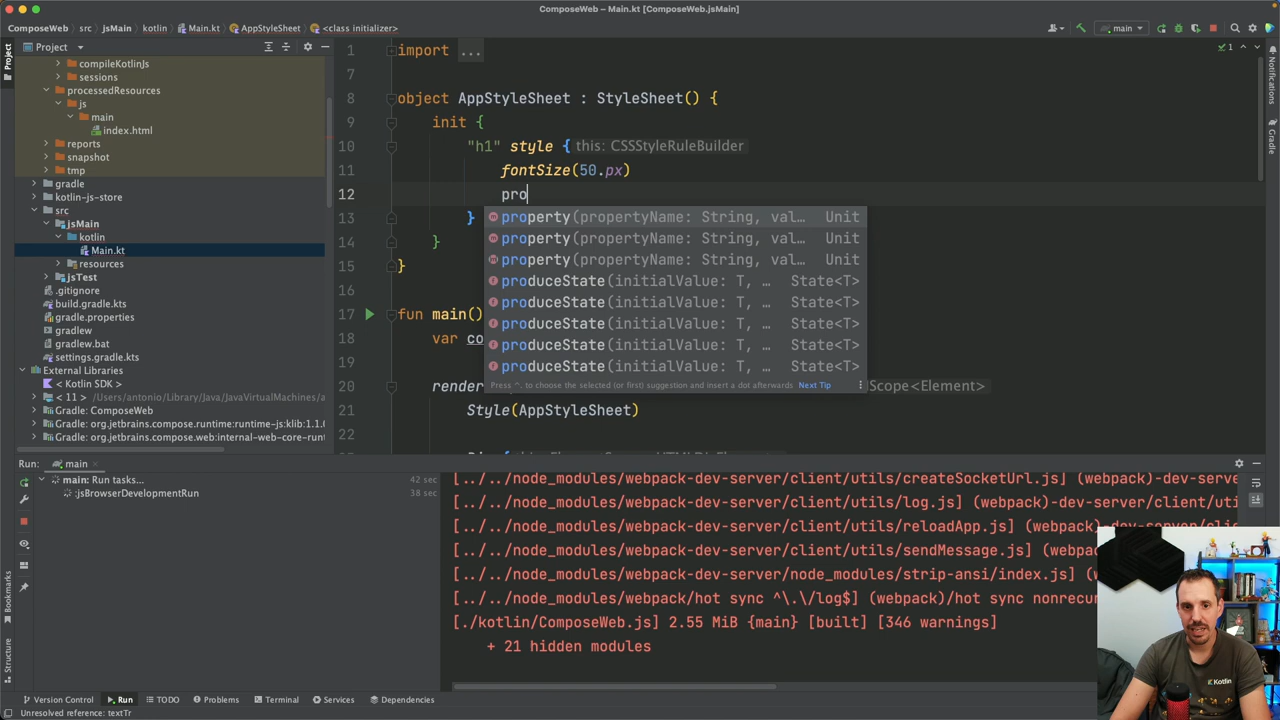 ComposeWeb – Main.kt [ComposeWeb.jsMain]
ComposeWeb src jsMain kotlin Main.kt AppStyleSheet <class initializer> main
Project
compileKotlinJs
sessions
processedResources
js
main
index.html
reports
snapshot
tmp
gradle
kotlin-js-store
src
jsMain
kotlin
Main.kt
resources
jsTest
.gitignore
build.gradle.kts
gradle.properties
gradlew
gradlew.bat
settings.gradle.kts
External Libraries
< Kotlin SDK >
< 11 > /Users/antonio/Library/Java/JavaVirtualMachines/a
Gradle: ComposeWeb
Gradle: org.jetbrains.compose.runtime:runtime-js:klib:1.1.0
Gradle: org.jetbrains.compose.web:internal-web-core-runt
Project
Bookmarks
Structure
Notifications
Gradle
1
1 import ...
7
8 object AppStyleSheet : StyleSheet() {
9 init {
10 "h1" style { this: CSSStyleRuleBuilder
11 fontSize(50.px)
12 pro
13 }
14 }
15 }
16
17 fun main()
18 var co
19
20 render Scope<Element>
21 Style(AppStyleSheet)
22
property(propertyName: String, val… Unit
property(propertyName: String, val… Unit
property(propertyName: String, val… Unit
produceState(initialValue: T, … State<T>
produceState(initialValue: T, … State<T>
produceState(initialValue: T, … State<T>
produceState(initialValue: T, … State<T>
produceState(initialValue: T, … State<T>
Press ^. to choose the selected (or first) suggestion and insert a dot afterwards Next Tip
Run: main
main: Run tasks... 42 sec
:jsBrowserDevelopmentRun 38 sec
[../../node_modules/webpack-dev-server/client/utils/createSocketUrl.js] (webpack)-dev-serve
[../../node_modules/webpack-dev-server/client/utils/log.js] (webpack)-dev-server/client/uti
[../../node_modules/webpack-dev-server/client/utils/reloadApp.js] (webpack)-dev-server/clie
[../../node_modules/webpack-dev-server/client/utils/sendMessage.js] (webpack)-dev-
[../../node_modules/webpack-dev-server/node_modules/strip-ansi/index.js] (webp
[../../node_modules/webpack/hot sync ^\.\/log$] (webpack)/hot sync nonrecur
[./kotlin/ComposeWeb.js] 2.55 MiB {main} [built] [346 warnings]
+ 21 hidden modules
Kotlin
Version Control Run TODO Problems Terminal Services Dependencies
Unresolved reference: textTr